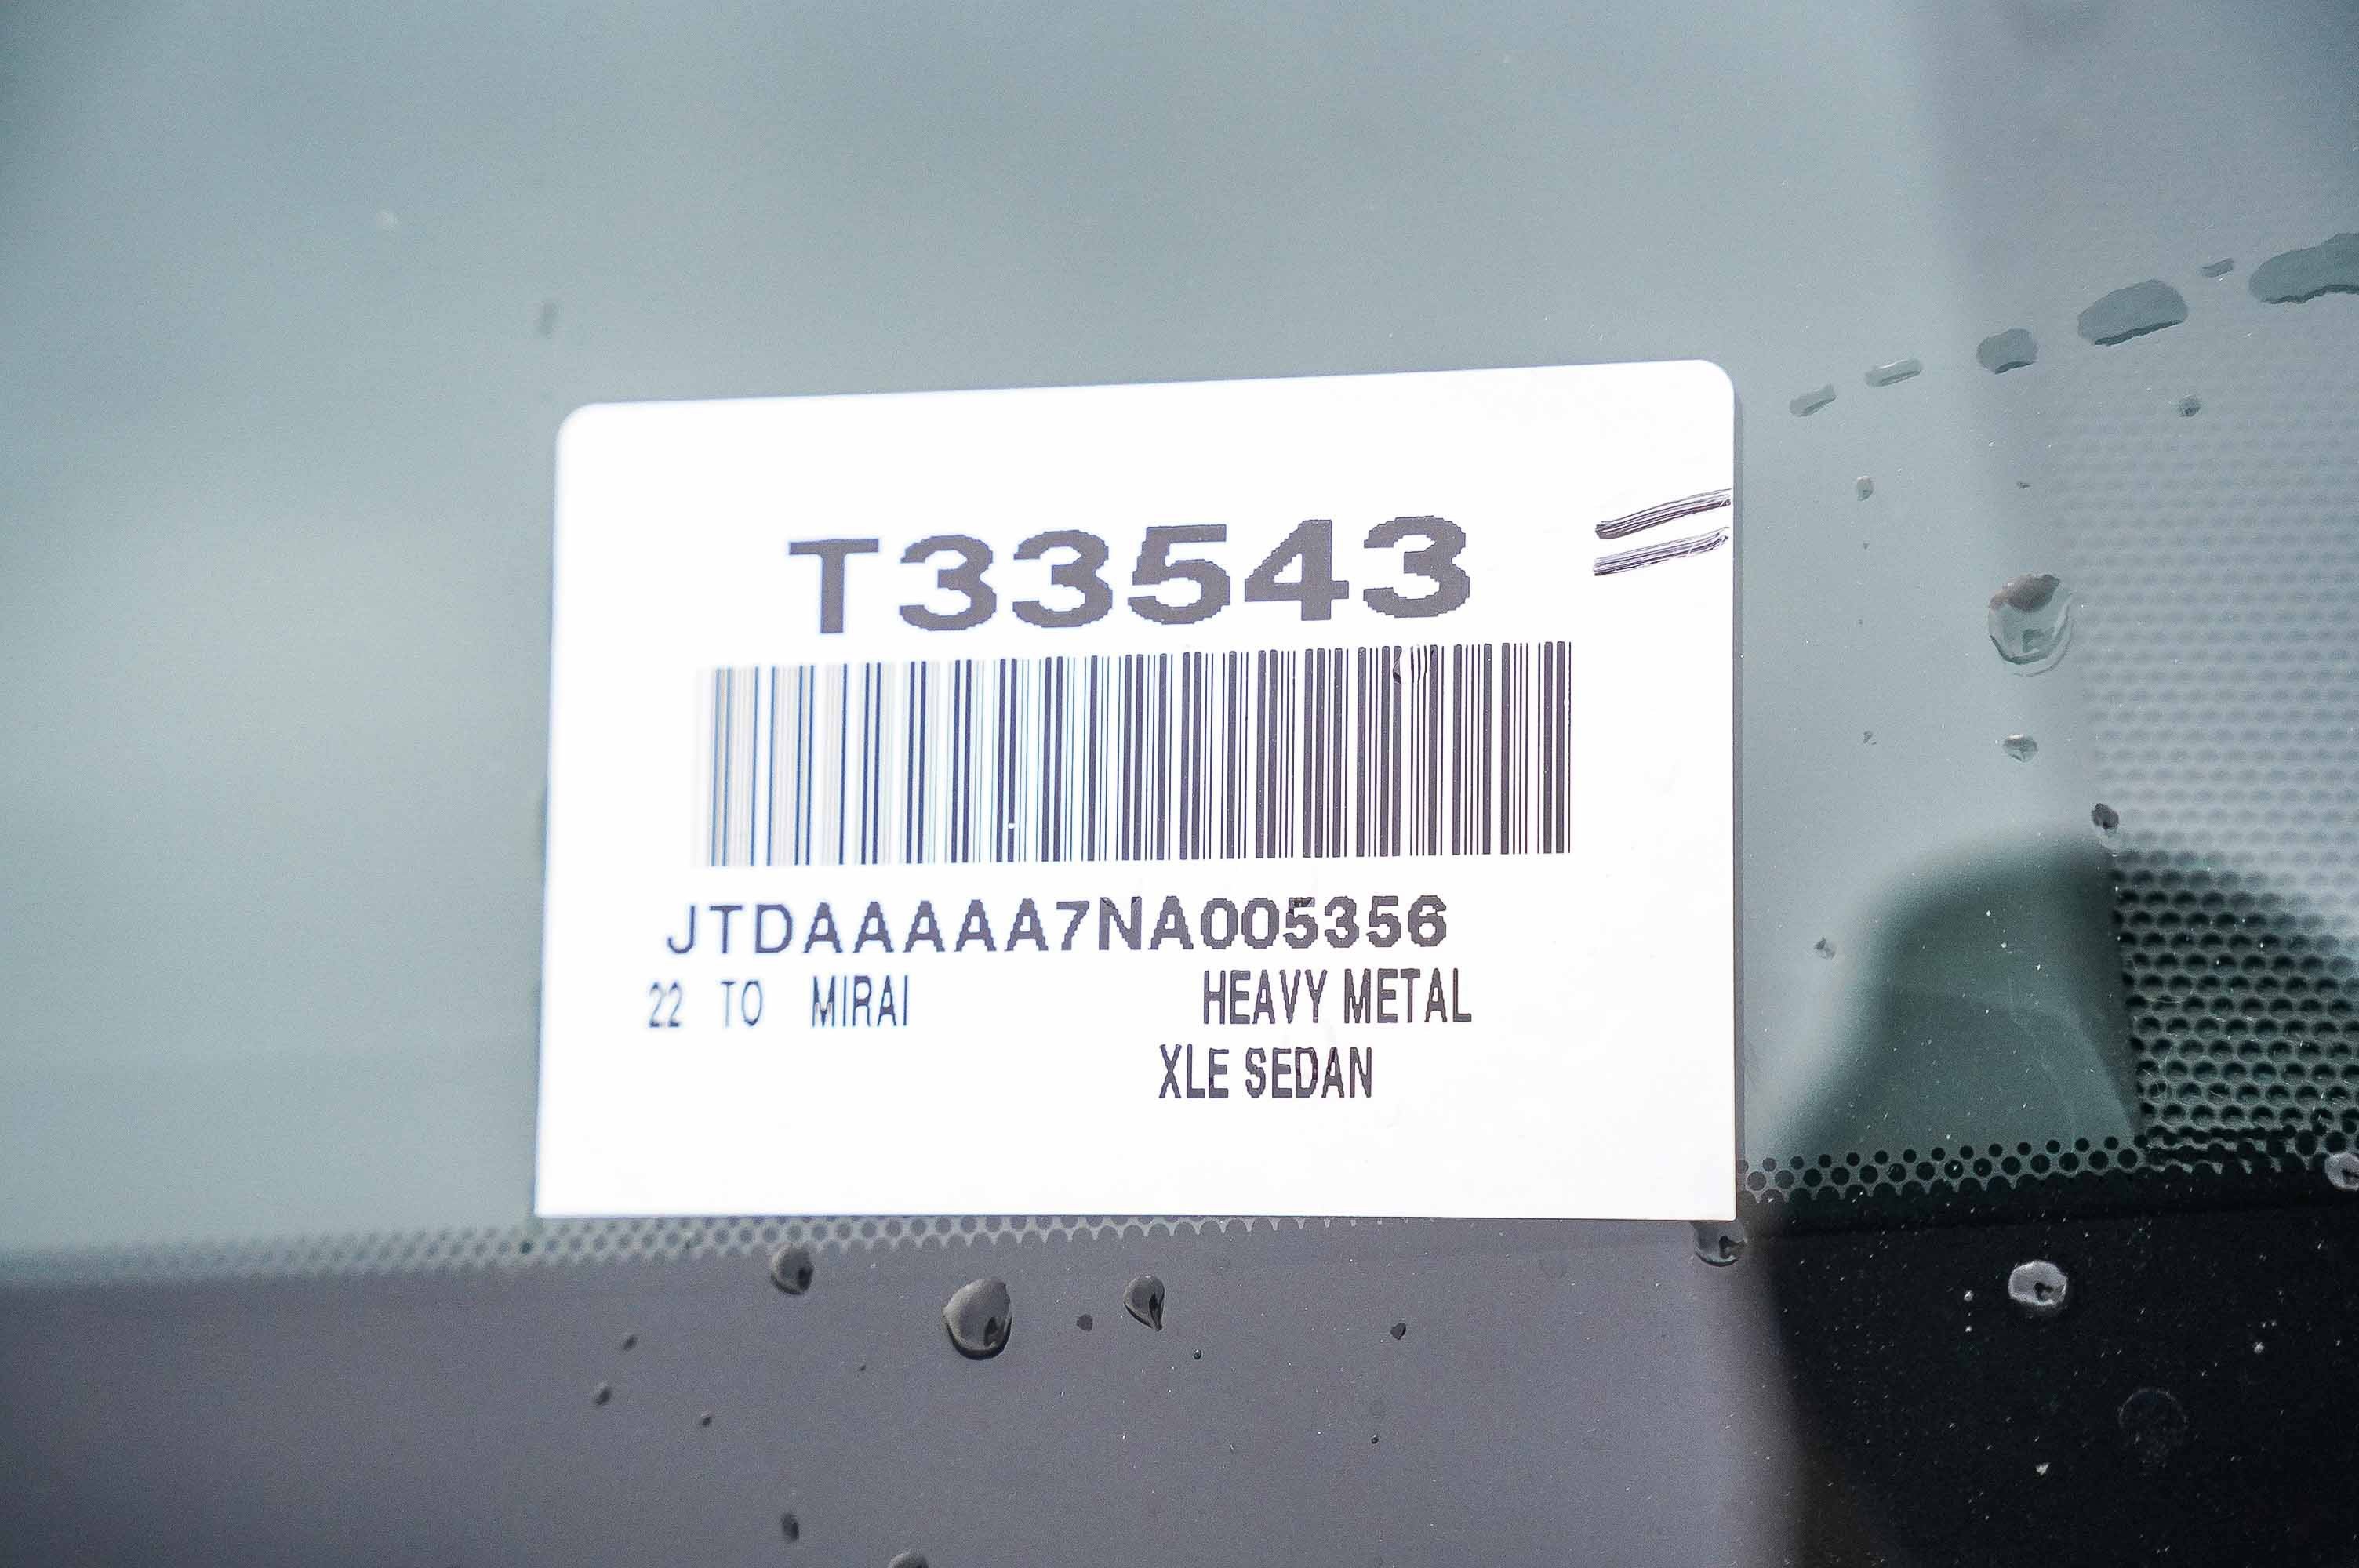 T33543
JTDAAAAA7NA005356
22 TO MIRAI HEAVY METAL
XLE SEDAN